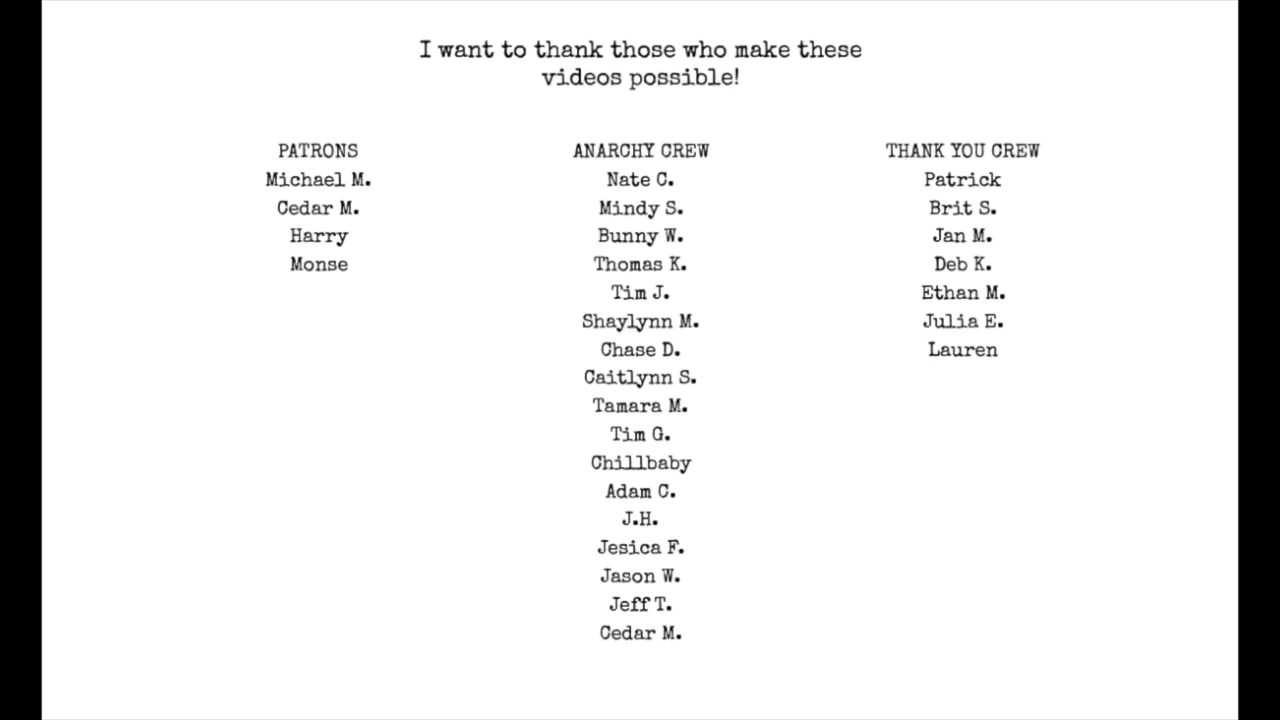 I want to thank those who make these
videos possible!
PATRONS
Michael M.
Cedar M.
Harry
Monse
ANARCHY CREW
Nate C.
Mindy S.
Bunny W.
Thomas K.
Tim J.
Shaylynn M.
Chase D.
Caitlynn S.
Tamara M.
Tim G.
Chillbaby
Adam C.
J.H.
Jesica F.
Jason W.
Jeff T.
Cedar M.
THANK YOU CREW
Patrick
Brit S.
Jan M.
Deb K.
Ethan M.
Julia E.
Lauren